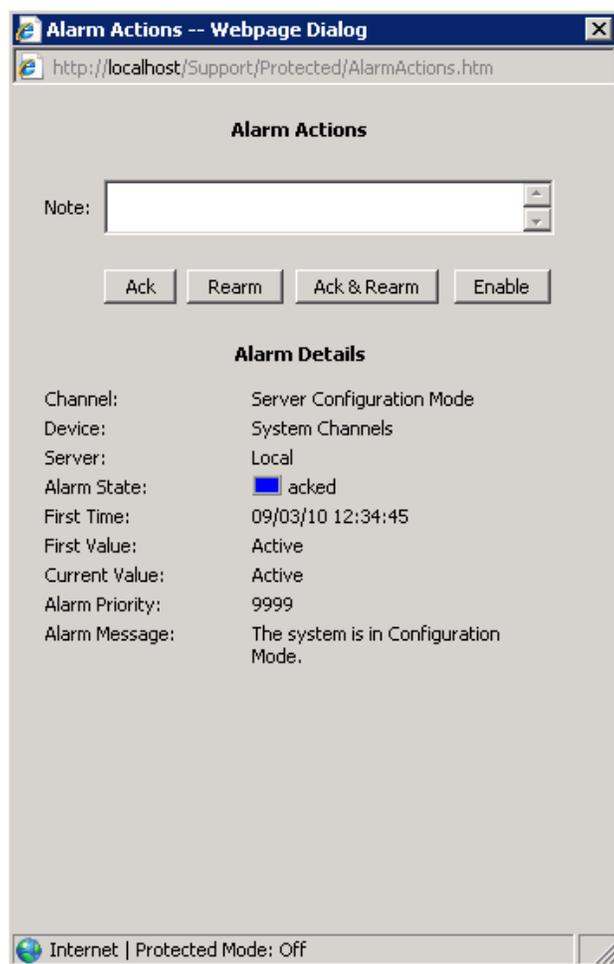 Alarm Actions -- Webpage Dialog
http://localhost/Support/Protected/AlarmActions.htm
Alarm Actions
Note:
Ack Rearm Ack & Rearm Enable
Alarm Details
Channel: Server Configuration Mode
Device: System Channels
Server: Local
Alarm State: acked
First Time: 09/03/10 12:34:45
First Value: Active
Current Value: Active
Alarm Priority: 9999
Alarm Message: The system is in Configuration
Mode.
Internet | Protected Mode: Off